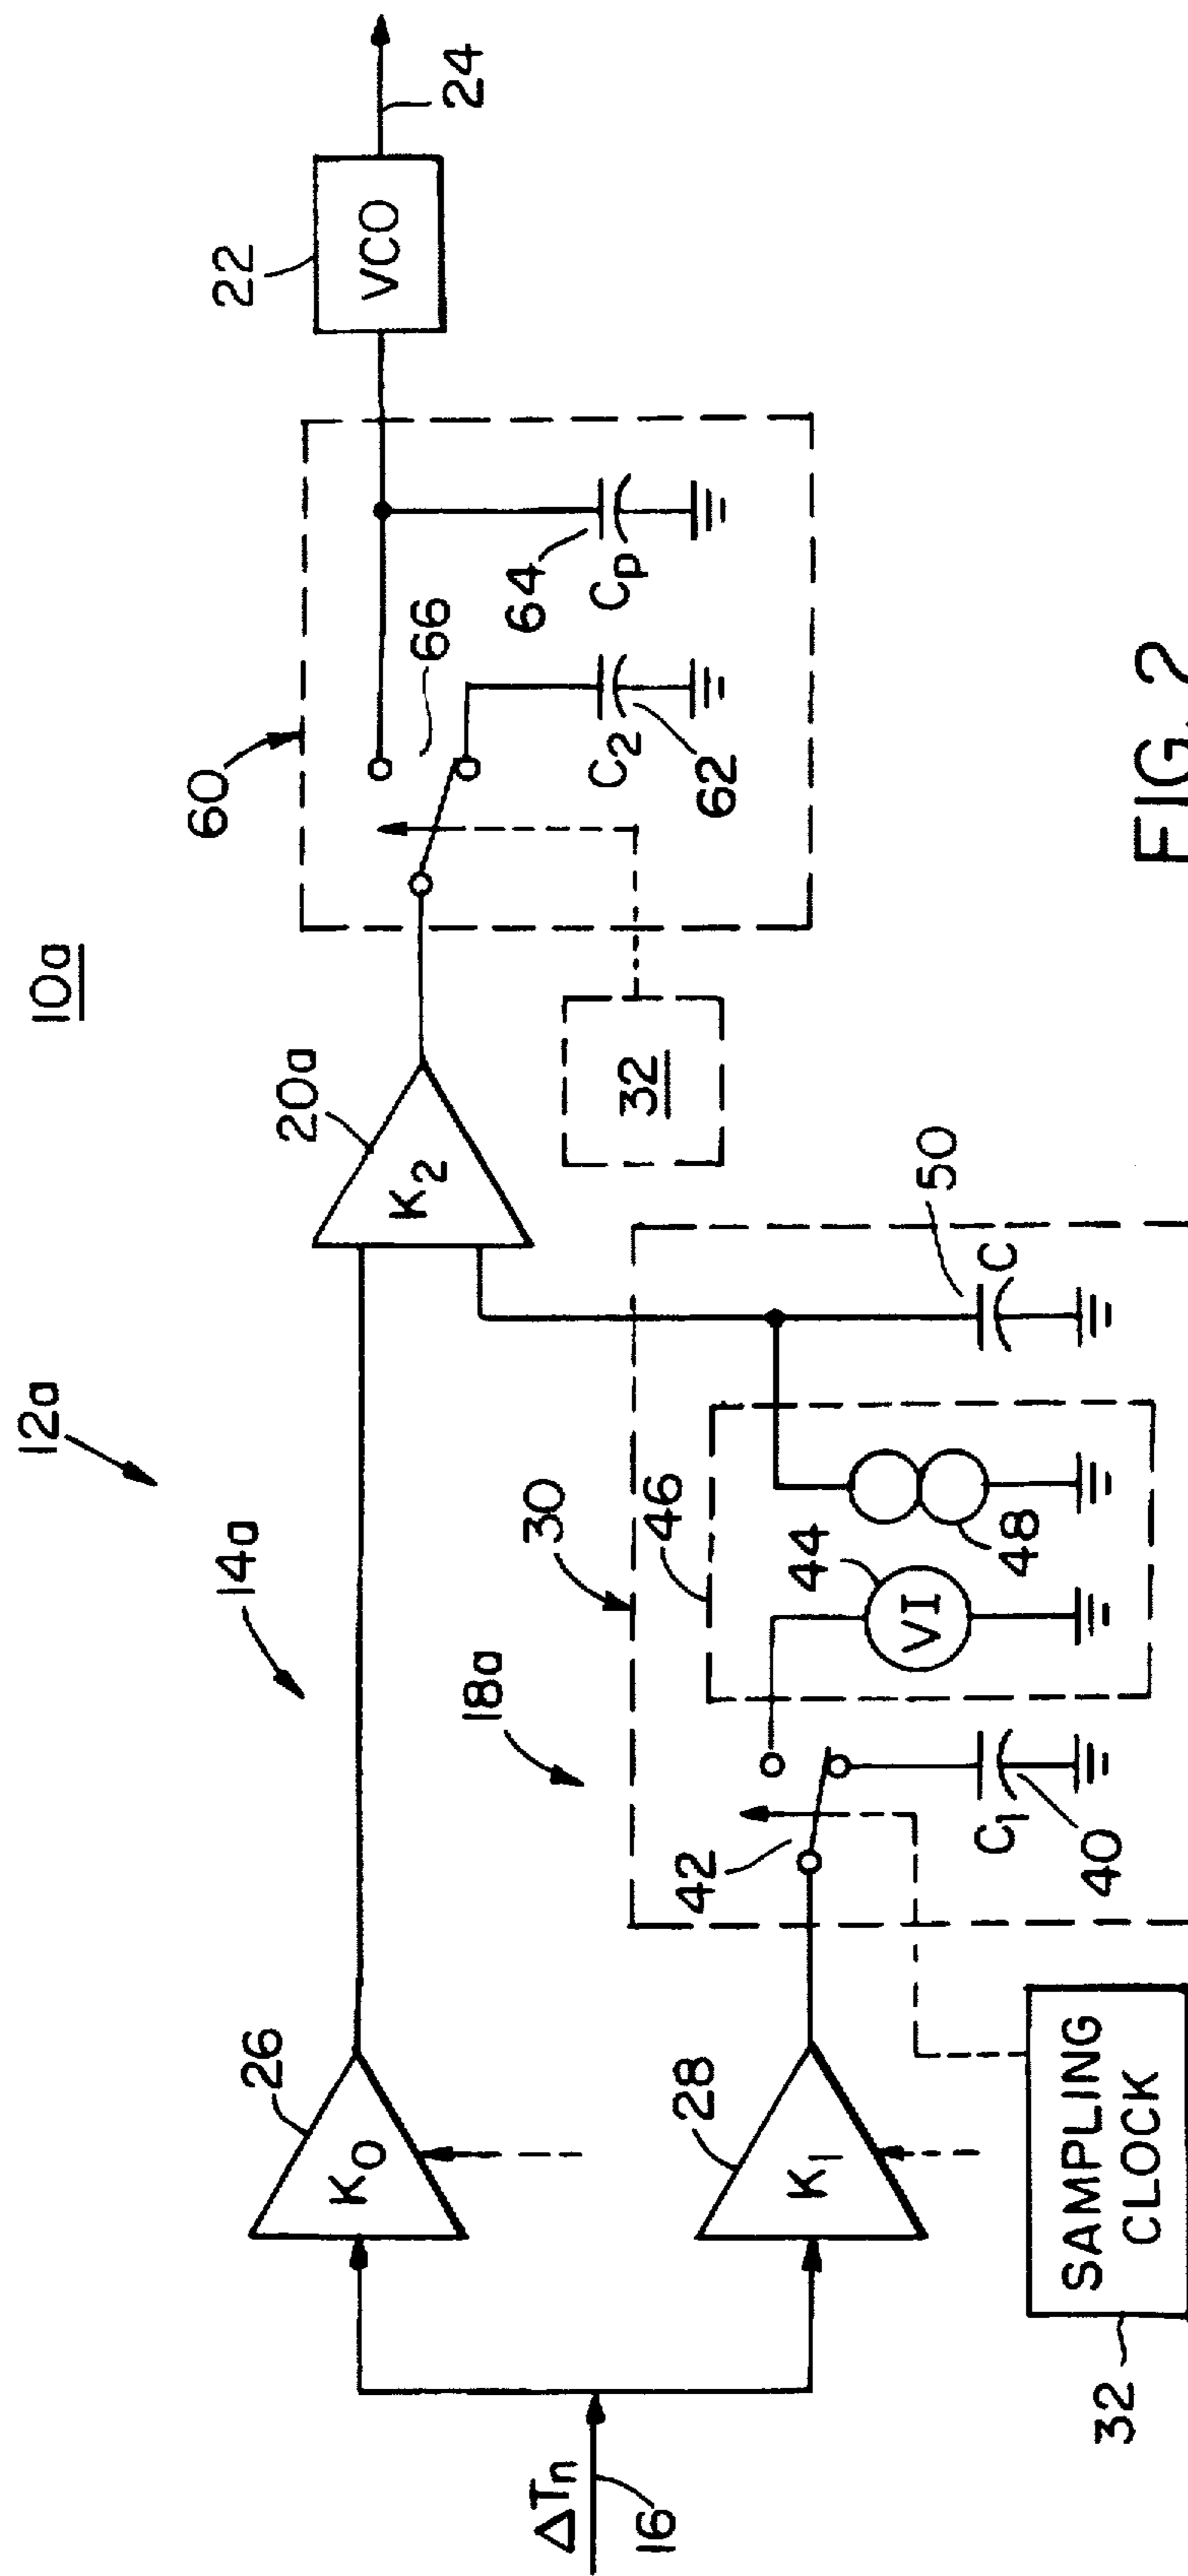 10a
12a
14a
18a
ΔTn
16
K0
26
K1
28
SAMPLING
CLOCK
32
30
42
C1
40
46
44
VI
48
50
C
K2
20a
32
60
66
C2
62
64
Cp
22
VCO
24
FIG. 2